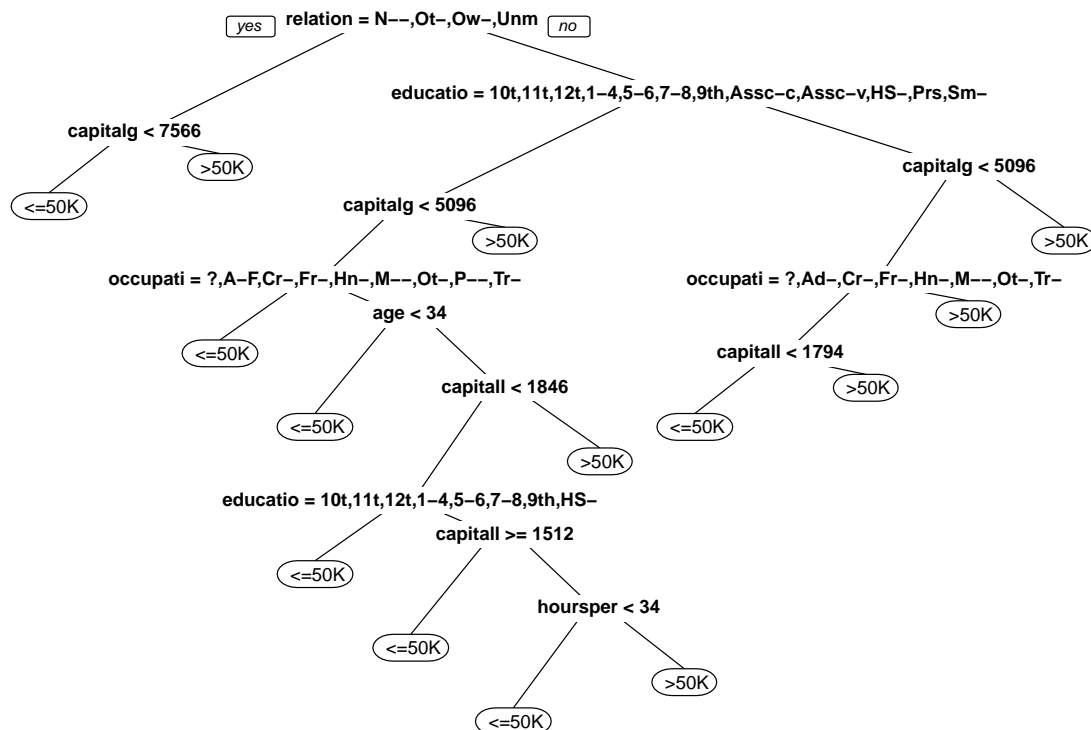 yes relation = N−−,Ot−,Ow−,Unm no
educatio = 10t,11t,12t,1−4,5−6,7−8,9th,Assc−c,Assc−v,HS−,Prs,Sm−
capitalg < 7566
>50K
capitalg < 5096
<=50K
capitalg < 5096
>50K
>50K
occupati = ?,A−F,Cr−,Fr−,Hn−,M−−,Ot−,P−−,Tr−
occupati = ?,Ad−,Cr−,Fr−,Hn−,M−−,Ot−,Tr−
age < 34
>50K
<=50K
capitall < 1794
capitall < 1846
>50K
<=50K
<=50K
>50K
educatio = 10t,11t,12t,1−4,5−6,7−8,9th,HS−
capitall >= 1512
<=50K
hoursper < 34
<=50K
>50K
<=50K